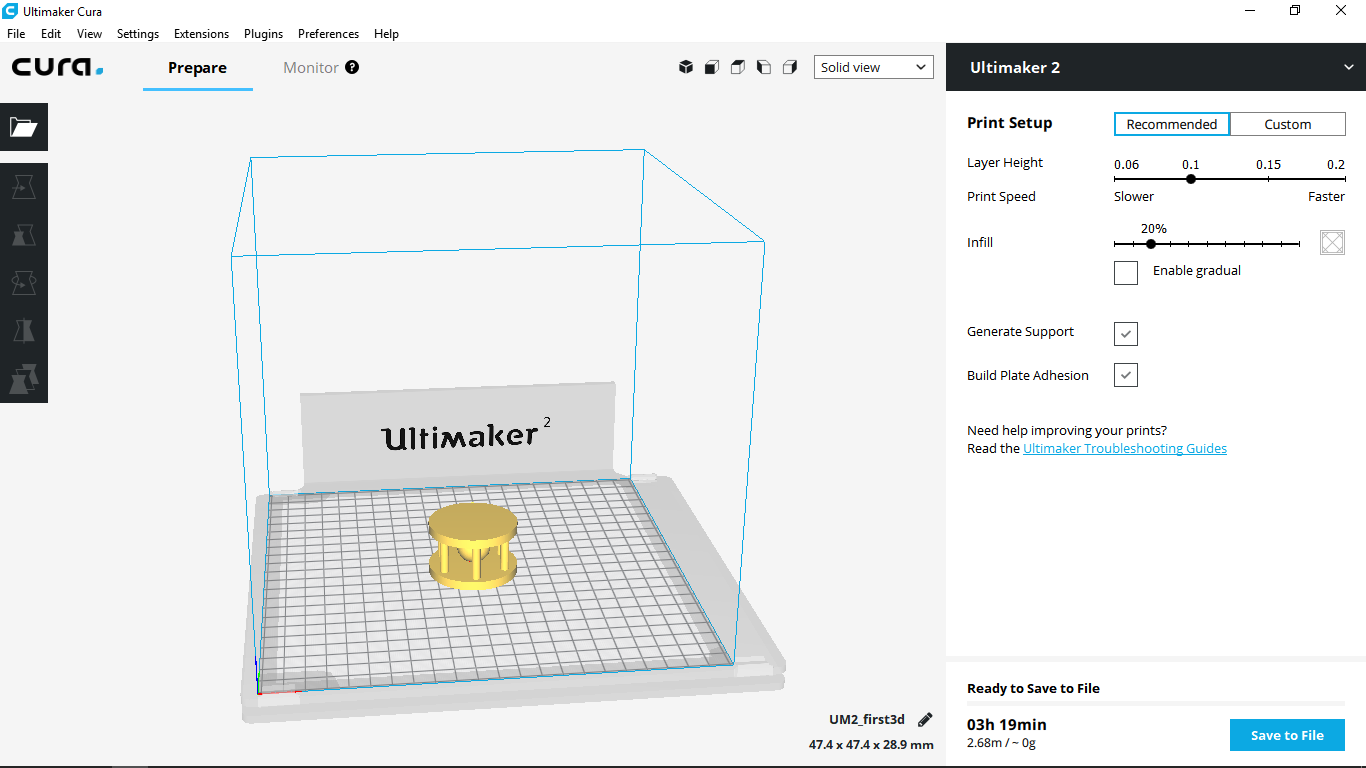 Ultimaker Cura
File Edit View Settings Extensions Plugins Preferences Help
cura.
Prepare Monitor ?
Solid view
Ultimaker 2
Print Setup Recommended Custom
Layer Height 0.06 0.1 0.15 0.2
Print Speed Slower Faster
20%
Infill
Enable gradual
Generate Support
Build Plate Adhesion
Need help improving your prints?
Read the Ultimaker Troubleshooting Guides
Ultimaker 2
UM2_first3d
47.4 x 47.4 x 28.9 mm
Ready to Save to File
03h 19min
2.68m / ~ 0g
Save to File